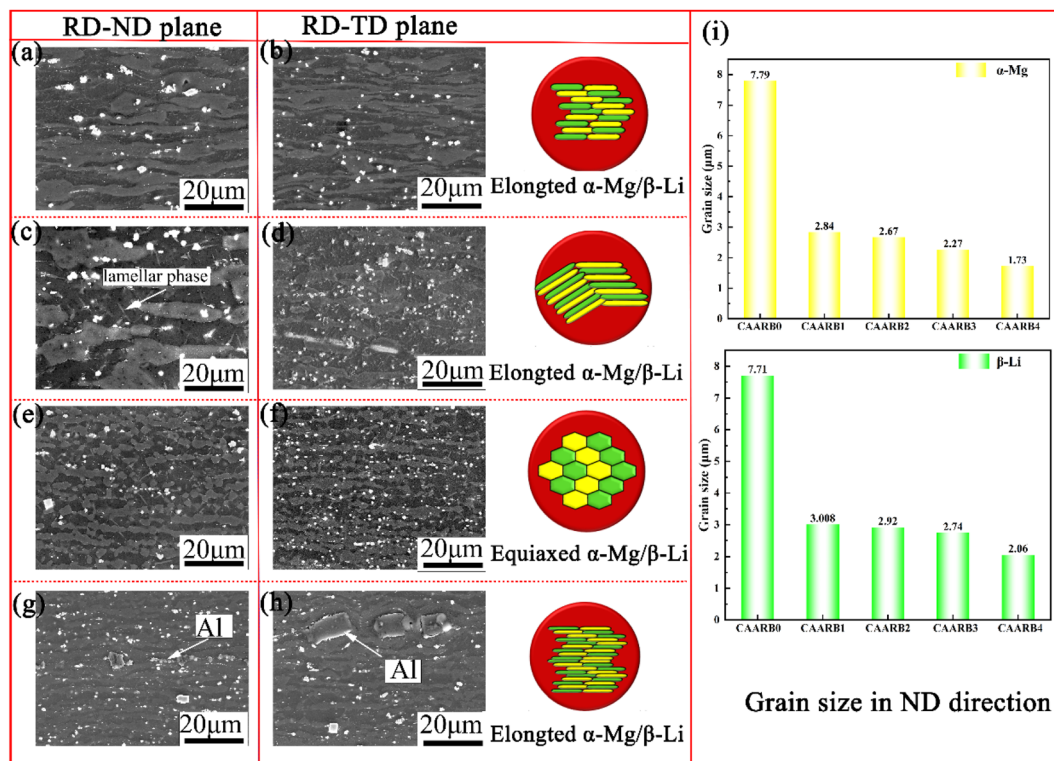 RD-ND plane
RD-TD plane
(a)
20μm
(b)
20μm
Elongted α-Mg/β-Li
(c)
lamellar phase
20μm
(d)
20μm
Elongted α-Mg/β-Li
(e)
20μm
(f)
20μm
Equiaxed α-Mg/β-Li
(g)
Al
20μm
(h)
Al
20μm
Elongted α-Mg/β-Li
(i)
α-Mg
Grain size (μm)
8
7
6
5
4
3
2
1
0
7.79
2.84
2.67
2.27
1.73
CAARB0 CAARB1 CAARB2 CAARB3 CAARB4
β-Li
Grain size (μm)
8
7
6
5
4
3
2
1
0
7.71
3.008
2.92
2.74
2.06
CAARB0 CAARB1 CAARB2 CAARB3 CAARB4
Grain size in ND direction